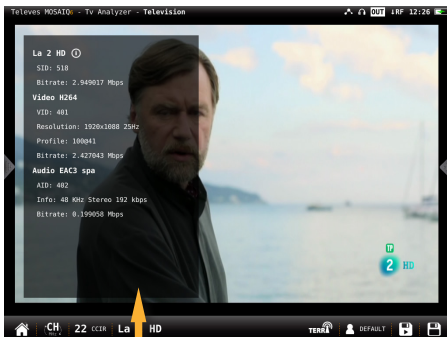 Televes MOSAIQ6 - Tv Analyzer - Television
OUT ↓RF 12:26
La 2 HD
SID: 518
Bitrate: 2.949017 Mbps
Video H264
VID: 401
Resolution: 1920x1088 25Hz
Profile: 100@41
Bitrate: 2.427043 Mbps
Audio EAC3 spa
AID: 402
Info: 48 KHz Stereo 192 kbps
Bitrate: 0.199058 Mbps
2 HD
CH 22 CCIR La HD TERR DEFAULT